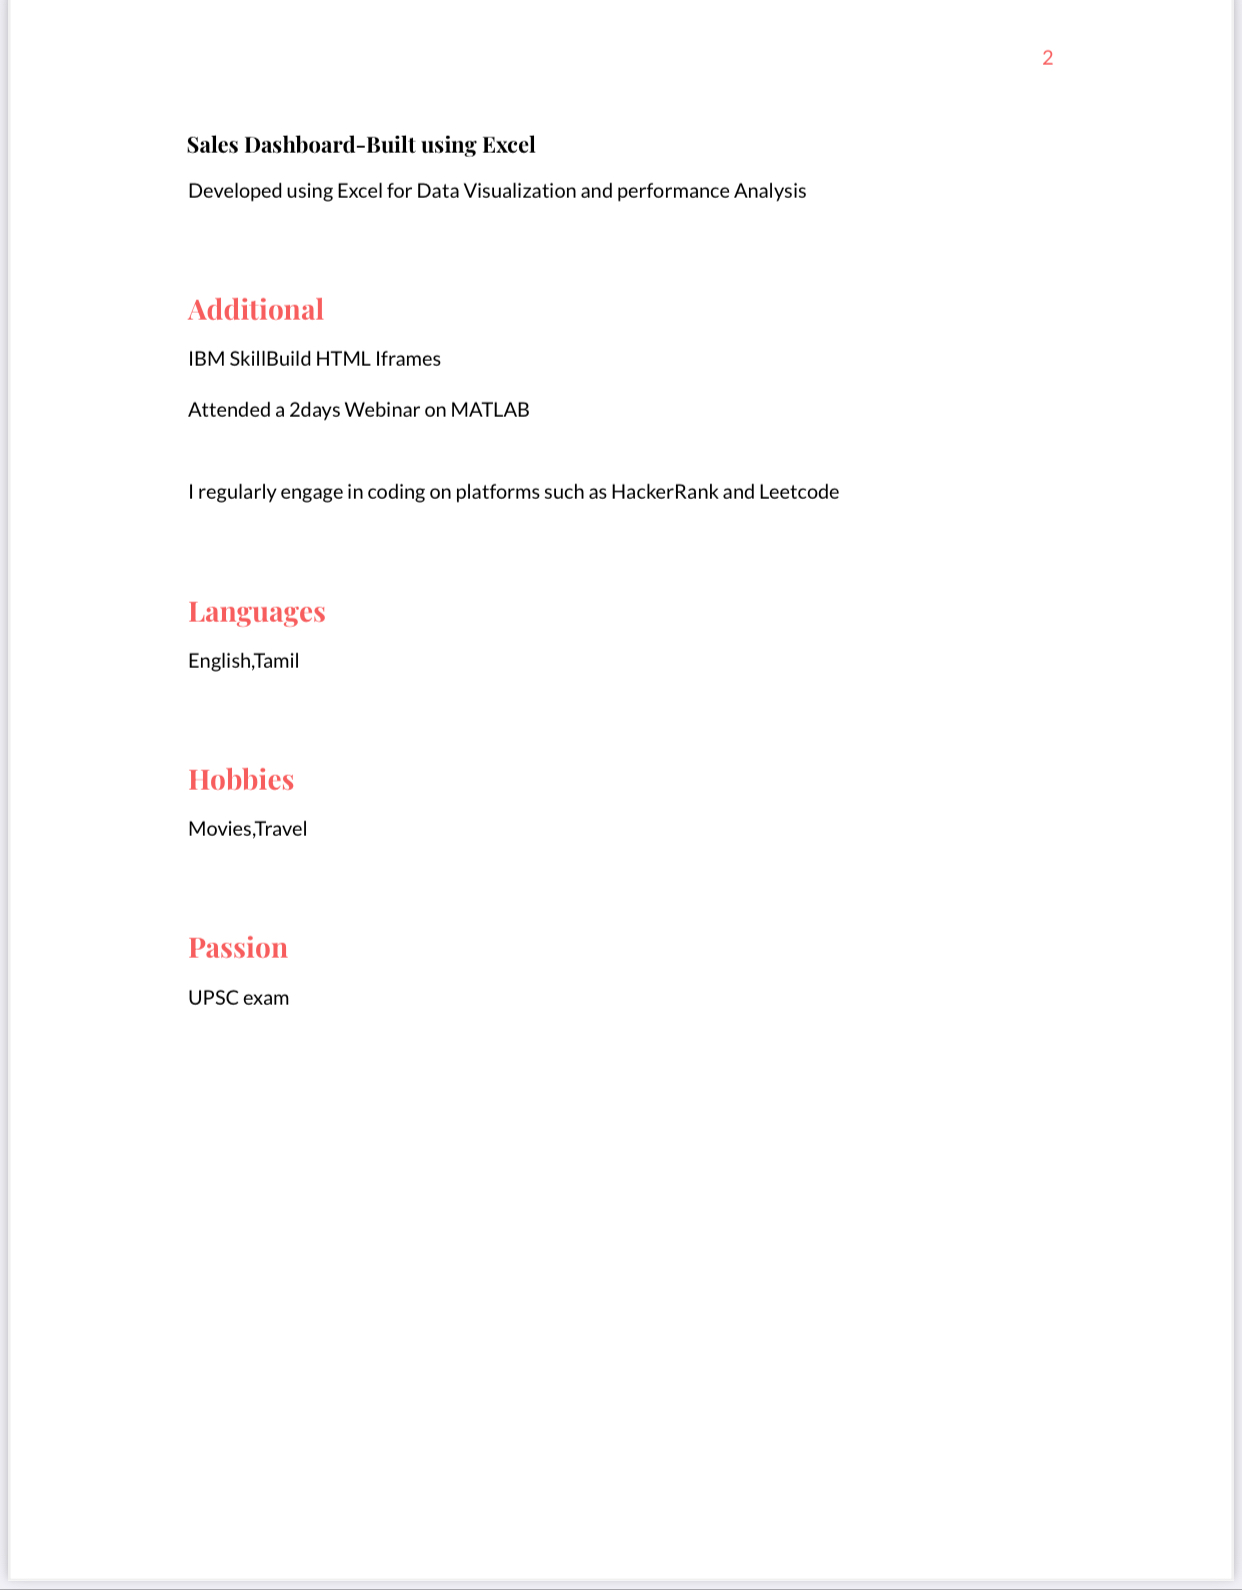 2
Sales Dashboard-Built using Excel
Developed using Excel for Data Visualization and performance Analysis
Additional
IBM SkillBuild HTML Iframes
Attended a 2days Webinar on MATLAB
I regularly engage in coding on platforms such as HackerRank and Leetcode
Languages
English,Tamil
Hobbies
Movies,Travel
Passion
UPSC exam